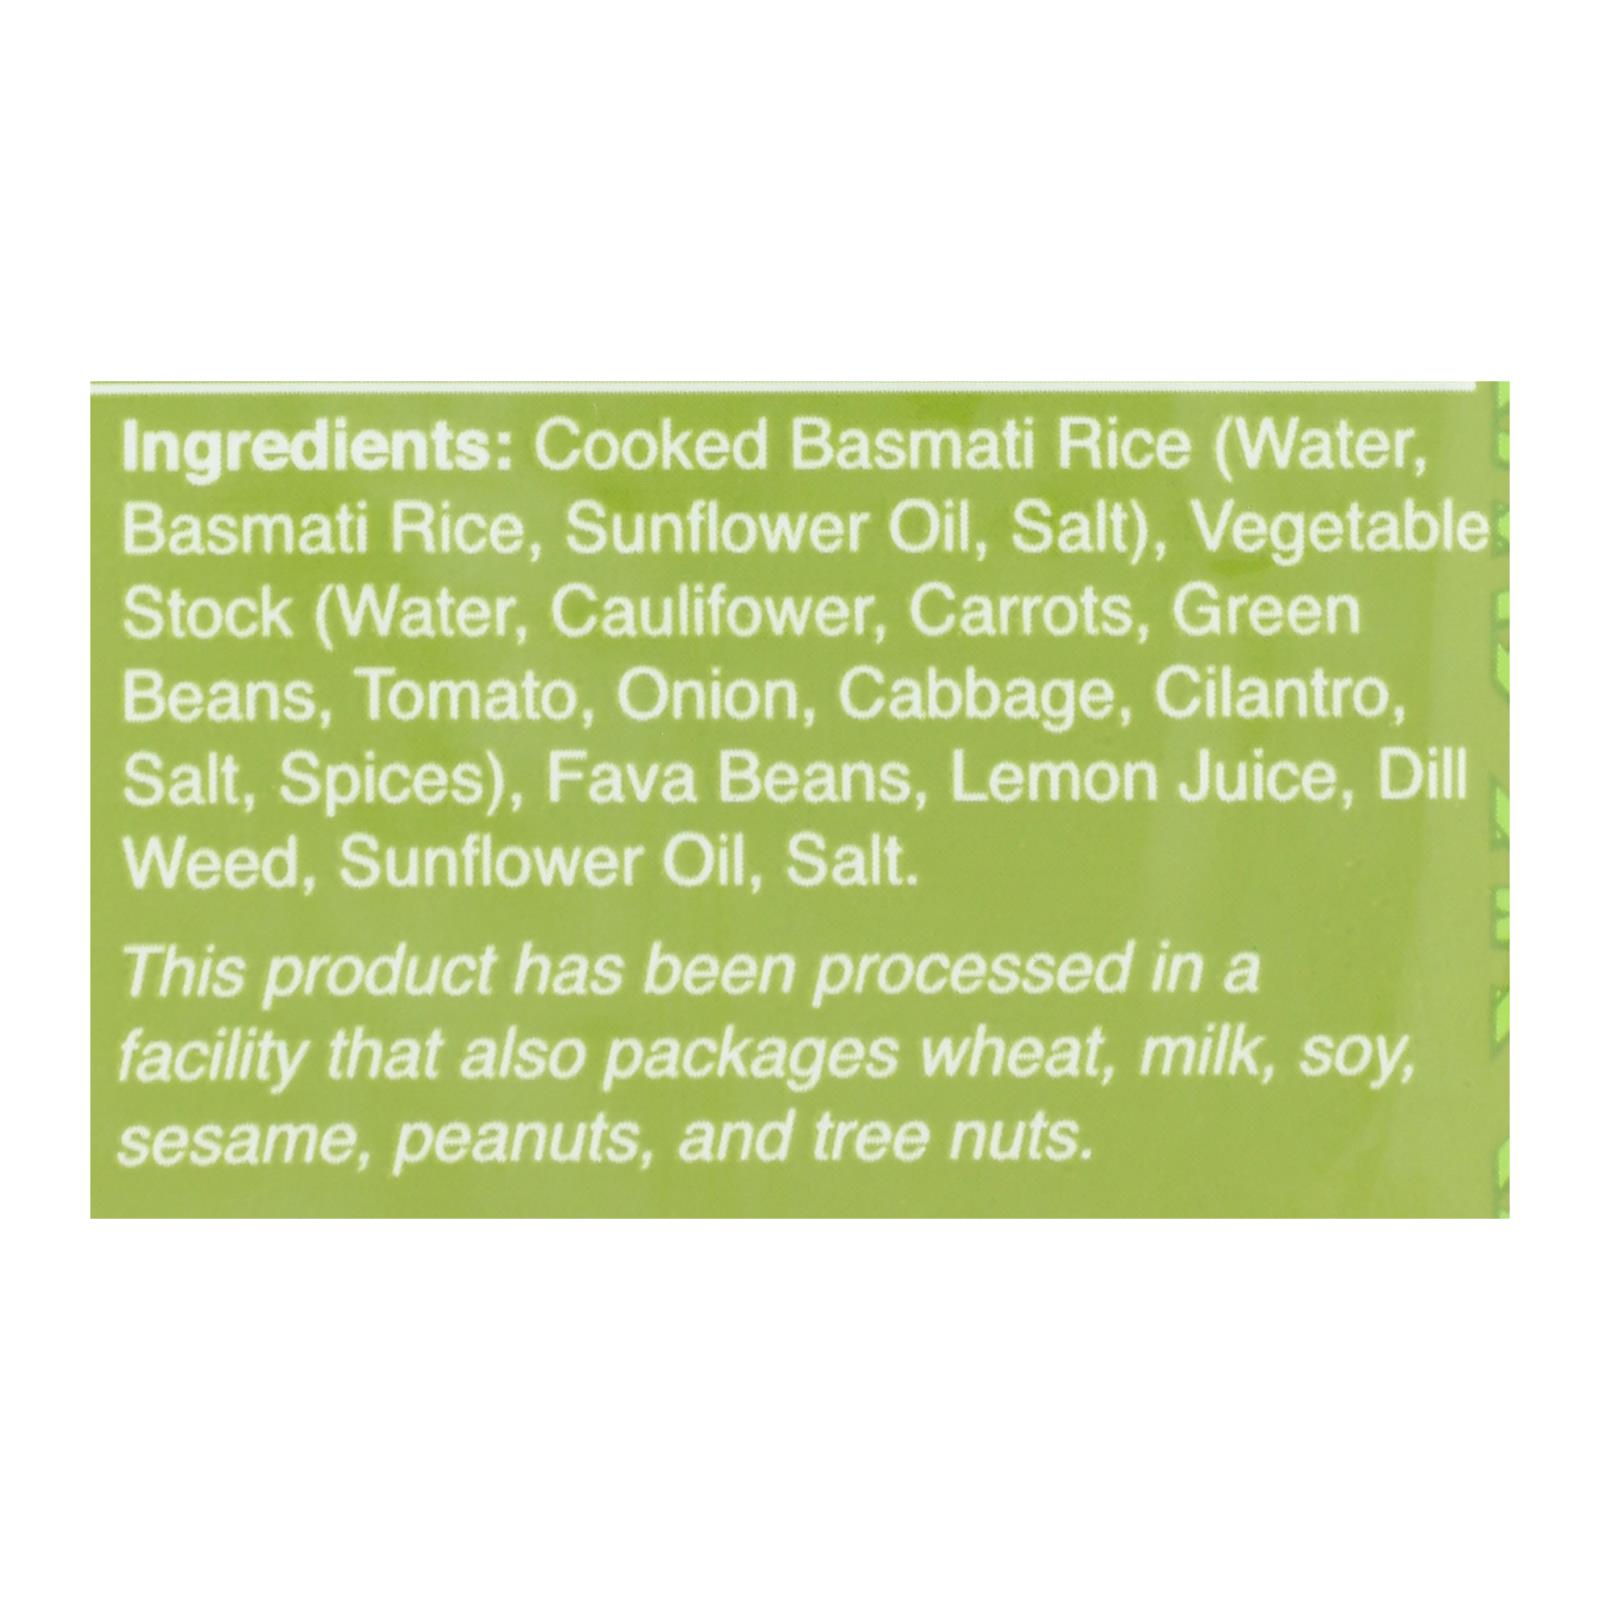 Ingredients: Cooked Basmati Rice (Water,
Basmati Rice, Sunflower Oil, Salt), Vegetable
Stock (Water, Caulifower, Carrots, Green
Beans, Tomato, Onion, Cabbage, Cilantro,
Salt, Spices), Fava Beans, Lemon Juice, Dill
Weed, Sunflower Oil, Salt.
This product has been processed in a
facility that also packages wheat, milk, soy,
sesame, peanuts, and tree nuts.